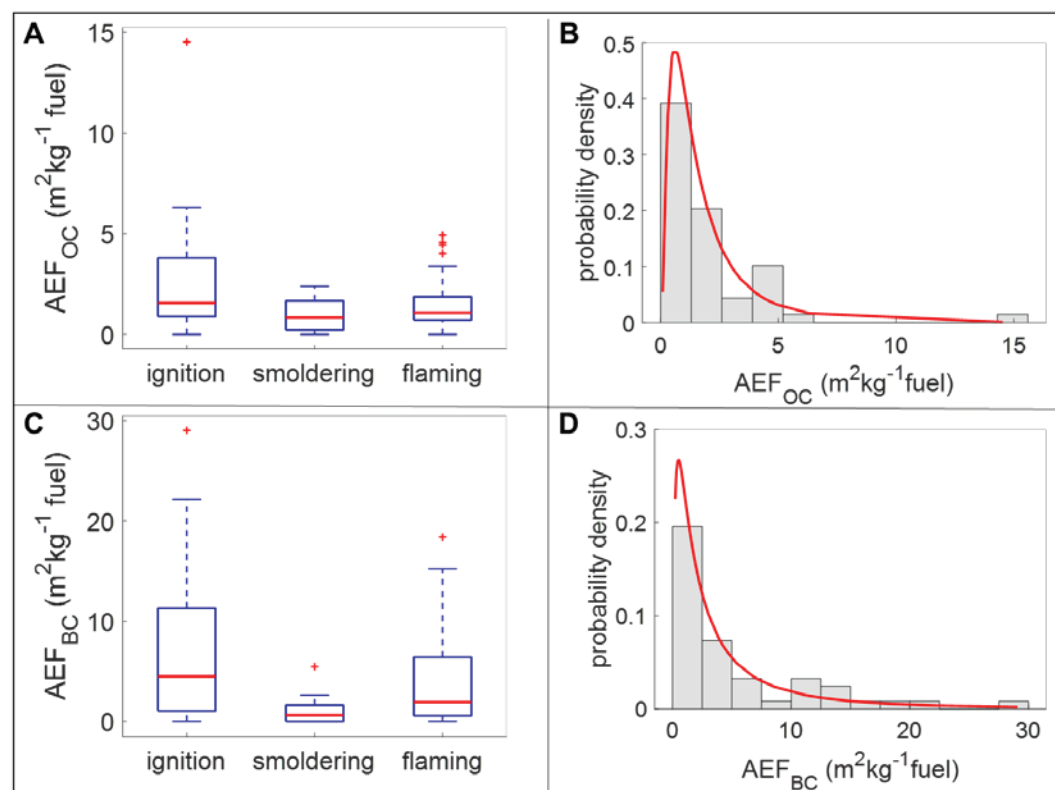 A
15
10
5
0
AEF_OC (m²kg⁻¹ fuel)
ignition smoldering flaming
B
0.5
0.4
0.3
0.2
0.1
0
probability density
0 5 10 15
AEF_OC (m²kg⁻¹fuel)
C
30
20
10
0
AEF_BC (m²kg⁻¹ fuel)
ignition smoldering flaming
D
0.3
0.2
0.1
0
probability density
0 10 20 30
AEF_BC (m²kg⁻¹fuel)